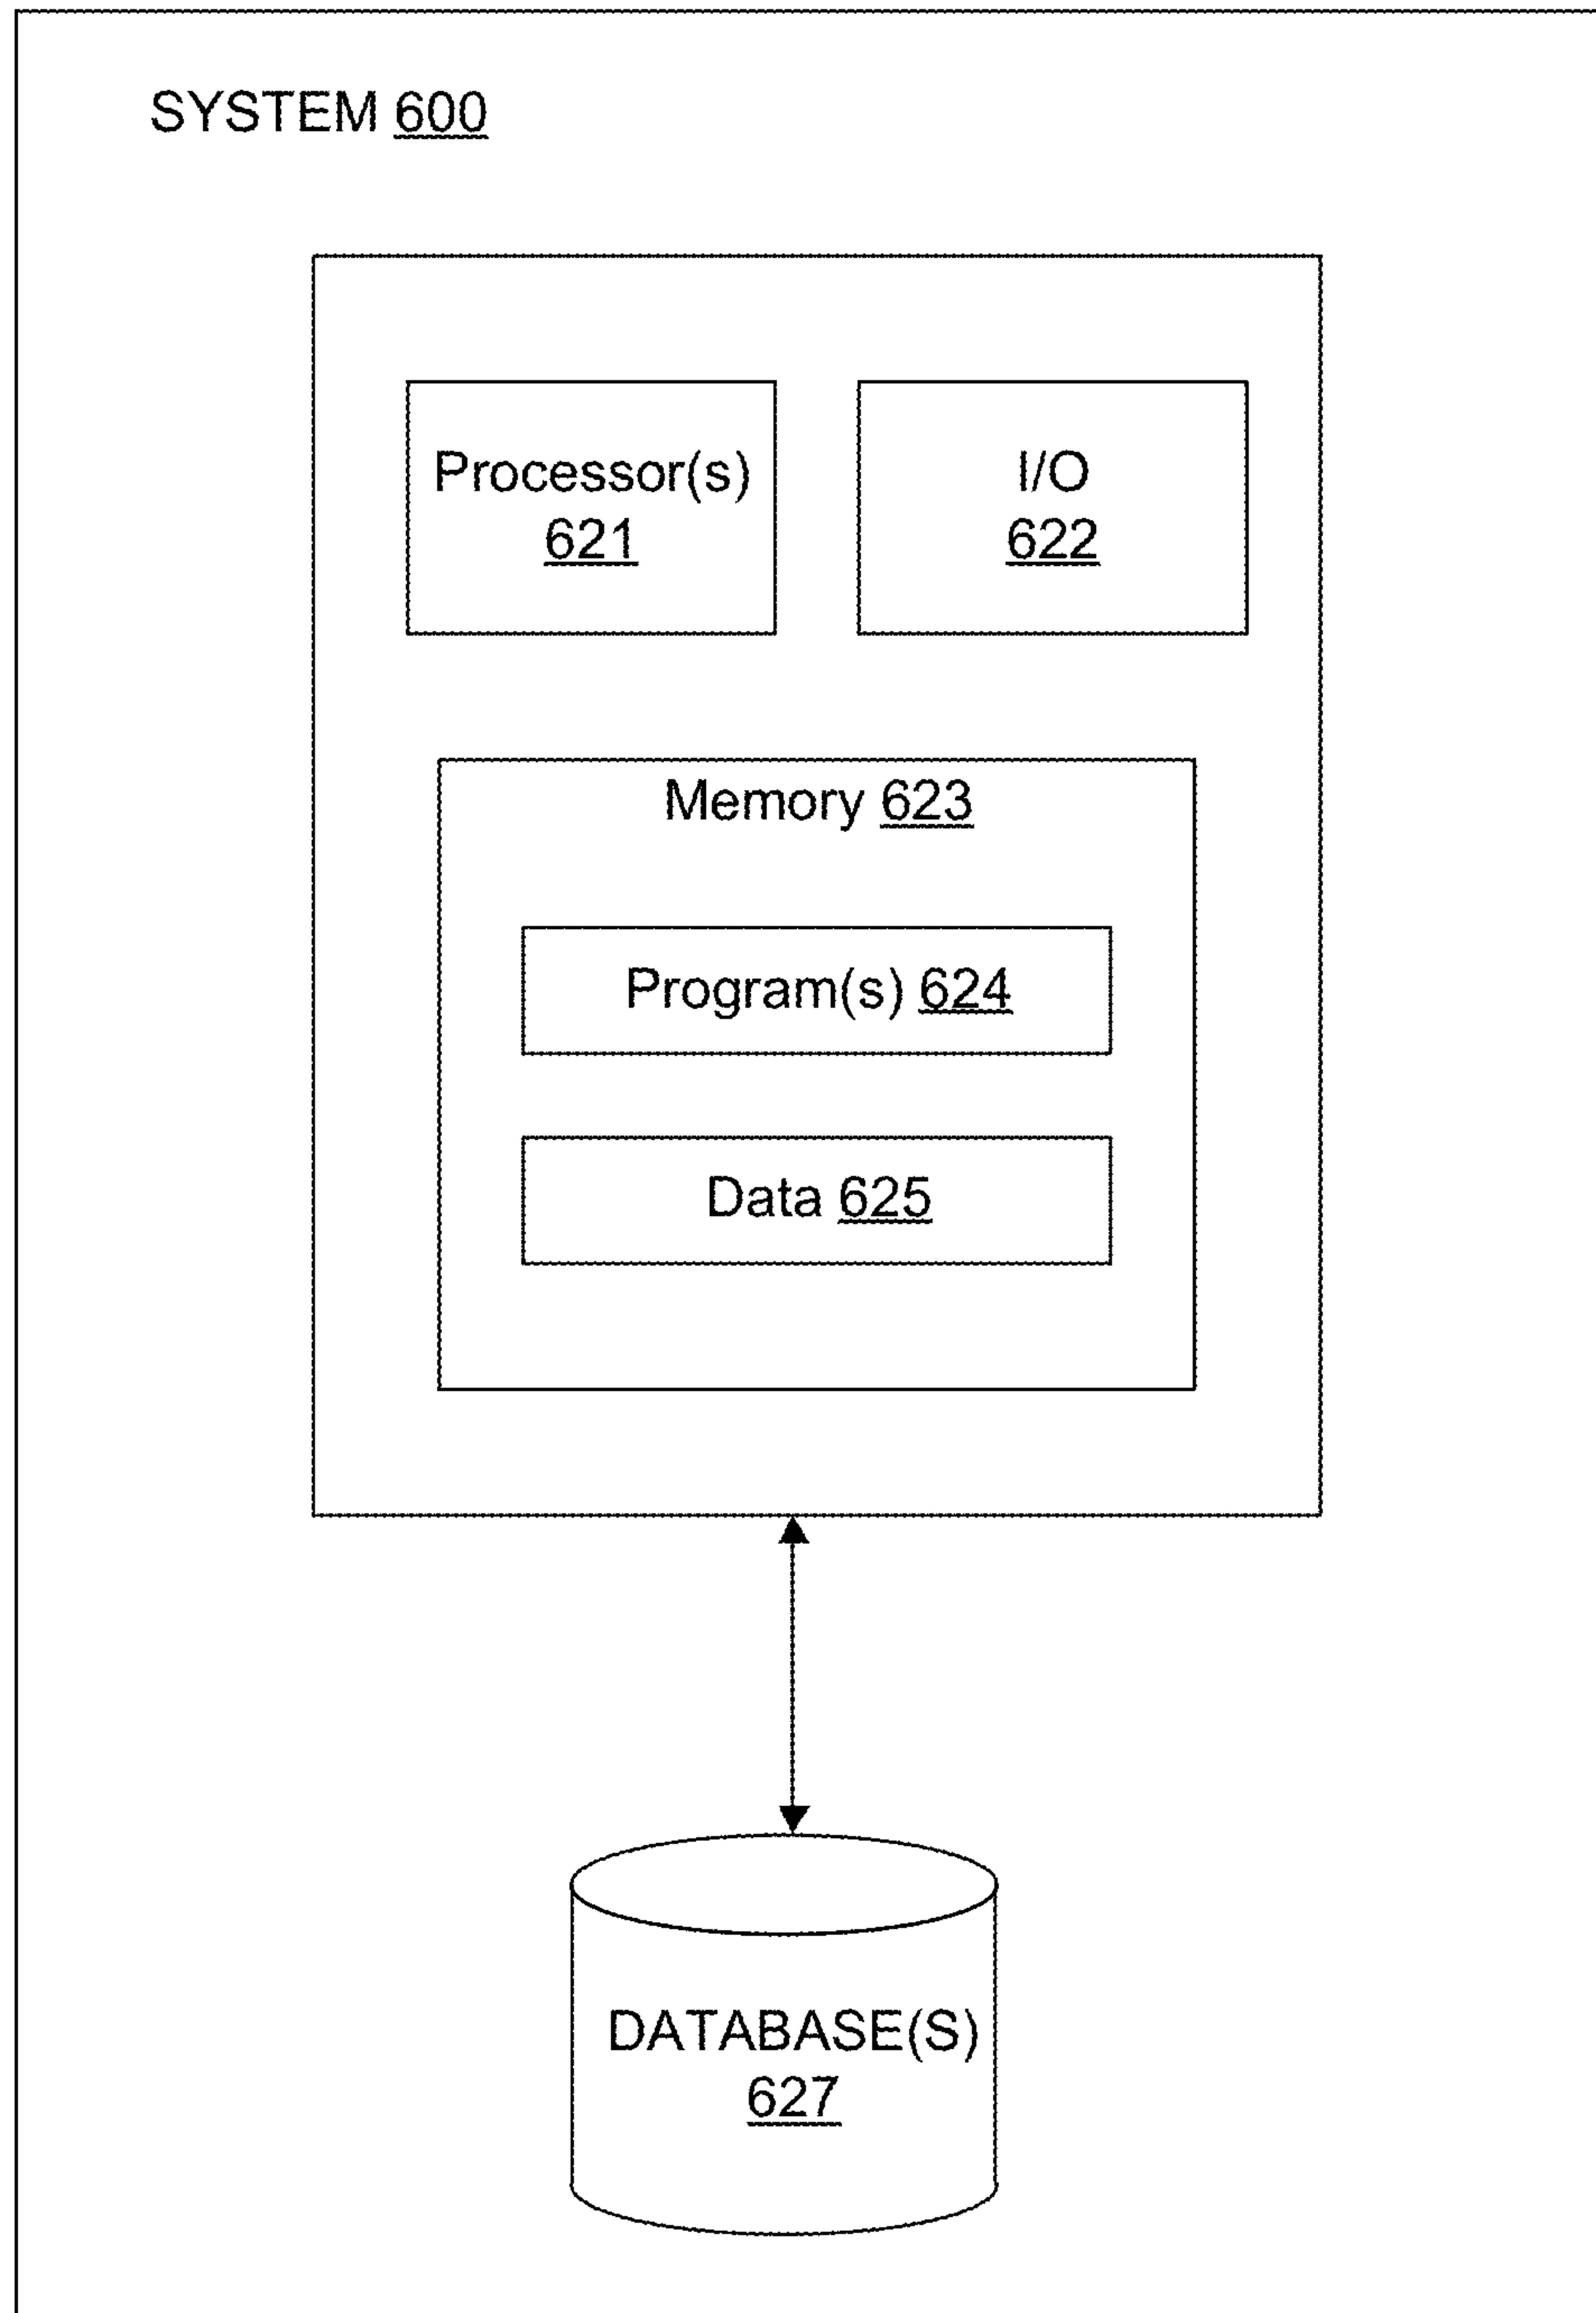 SYSTEM 600
Processor(s)
621
I/O
622
Memory 623
Program(s) 624
Data 625
DATABASE(S)
627